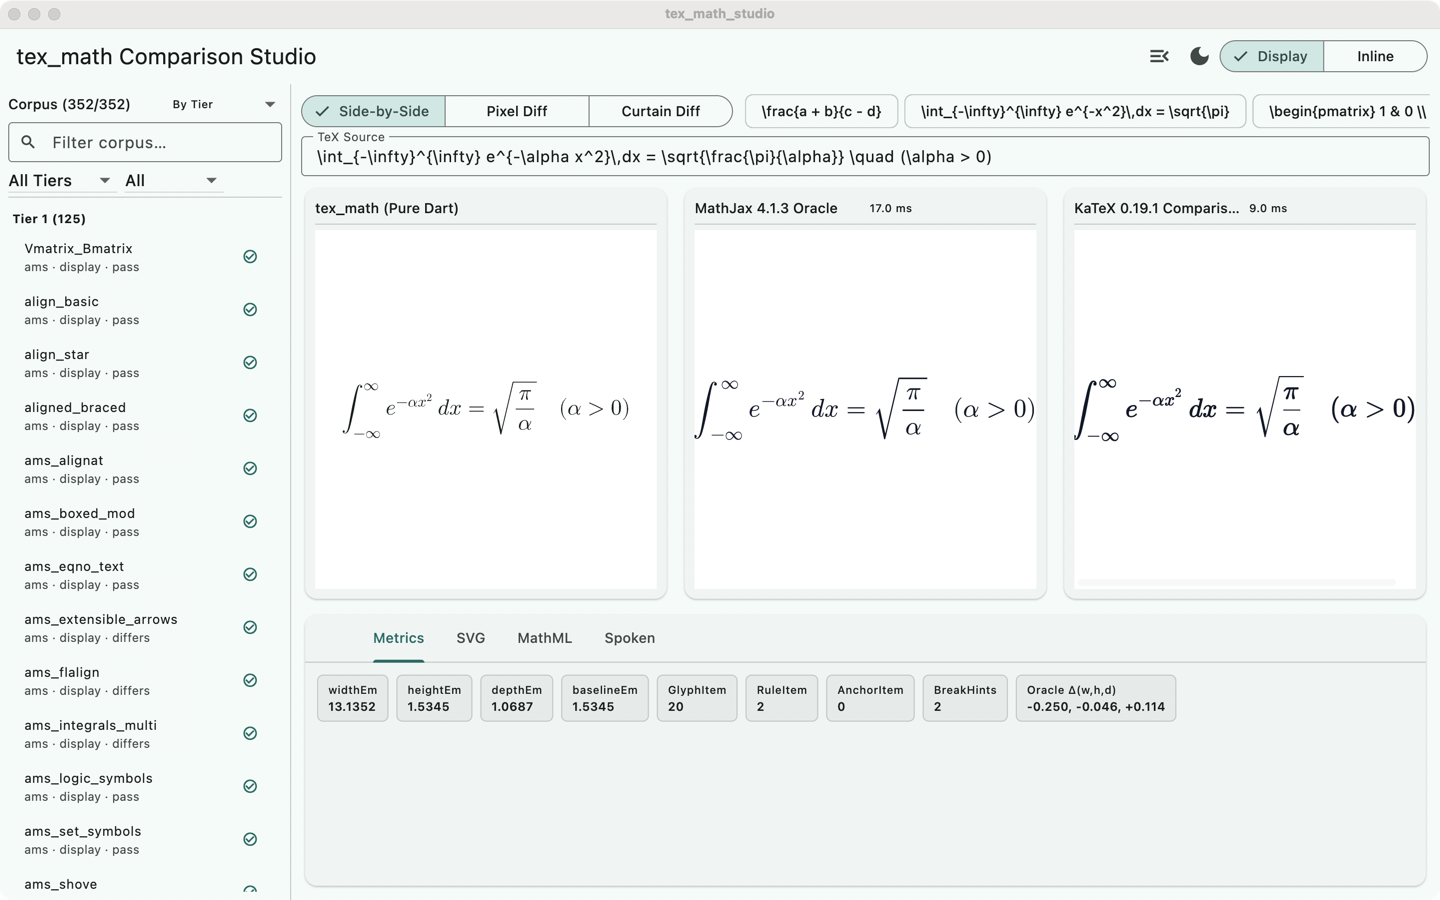 tex_math_studio
tex_math Comparison Studio
Display
Inline
Corpus (352/352)
By Tier
Filter corpus...
All Tiers
All
Tier 1 (125)
Vmatrix_Bmatrix
ams · display · pass
align_basic
ams · display · pass
align_star
ams · display · pass
aligned_braced
ams · display · pass
ams_alignat
ams · display · pass
ams_boxed_mod
ams · display · pass
ams_eqno_text
ams · display · pass
ams_extensible_arrows
ams · display · differs
ams_flalign
ams · display · differs
ams_integrals_multi
ams · display · differs
ams_logic_symbols
ams · display · pass
ams_set_symbols
ams · display · pass
ams_shove
Side-by-Side
Pixel Diff
Curtain Diff
\frac{a + b}{c - d}
\int_{-\infty}^{\infty} e^{-x^2}\,dx = \sqrt{\pi}
\begin{pmatrix} 1 & 0 \\
TeX Source
\int_{-\infty}^{\infty} e^{-\alpha x^2}\,dx = \sqrt{\frac{\pi}{\alpha}} \quad (\alpha > 0)
tex_math (Pure Dart)
∫_{−∞}^{∞} e^{−αx²} dx = √(π/α) (α > 0)
MathJax 4.1.3 Oracle 17.0 ms
∫_{−∞}^{∞} e^{−αx²} dx = √(π/α) (α > 0)
KaTeX 0.19.1 Comparis... 9.0 ms
∫_{−∞}^{∞} e^{−αx²} dx = √(π/α) (α > 0)
Metrics
SVG
MathML
Spoken
widthEm
13.1352
heightEm
1.5345
depthEm
1.0687
baselineEm
1.5345
GlyphItem
20
RuleItem
2
AnchorItem
0
BreakHints
2
Oracle Δ(w,h,d)
-0.250, -0.046, +0.114